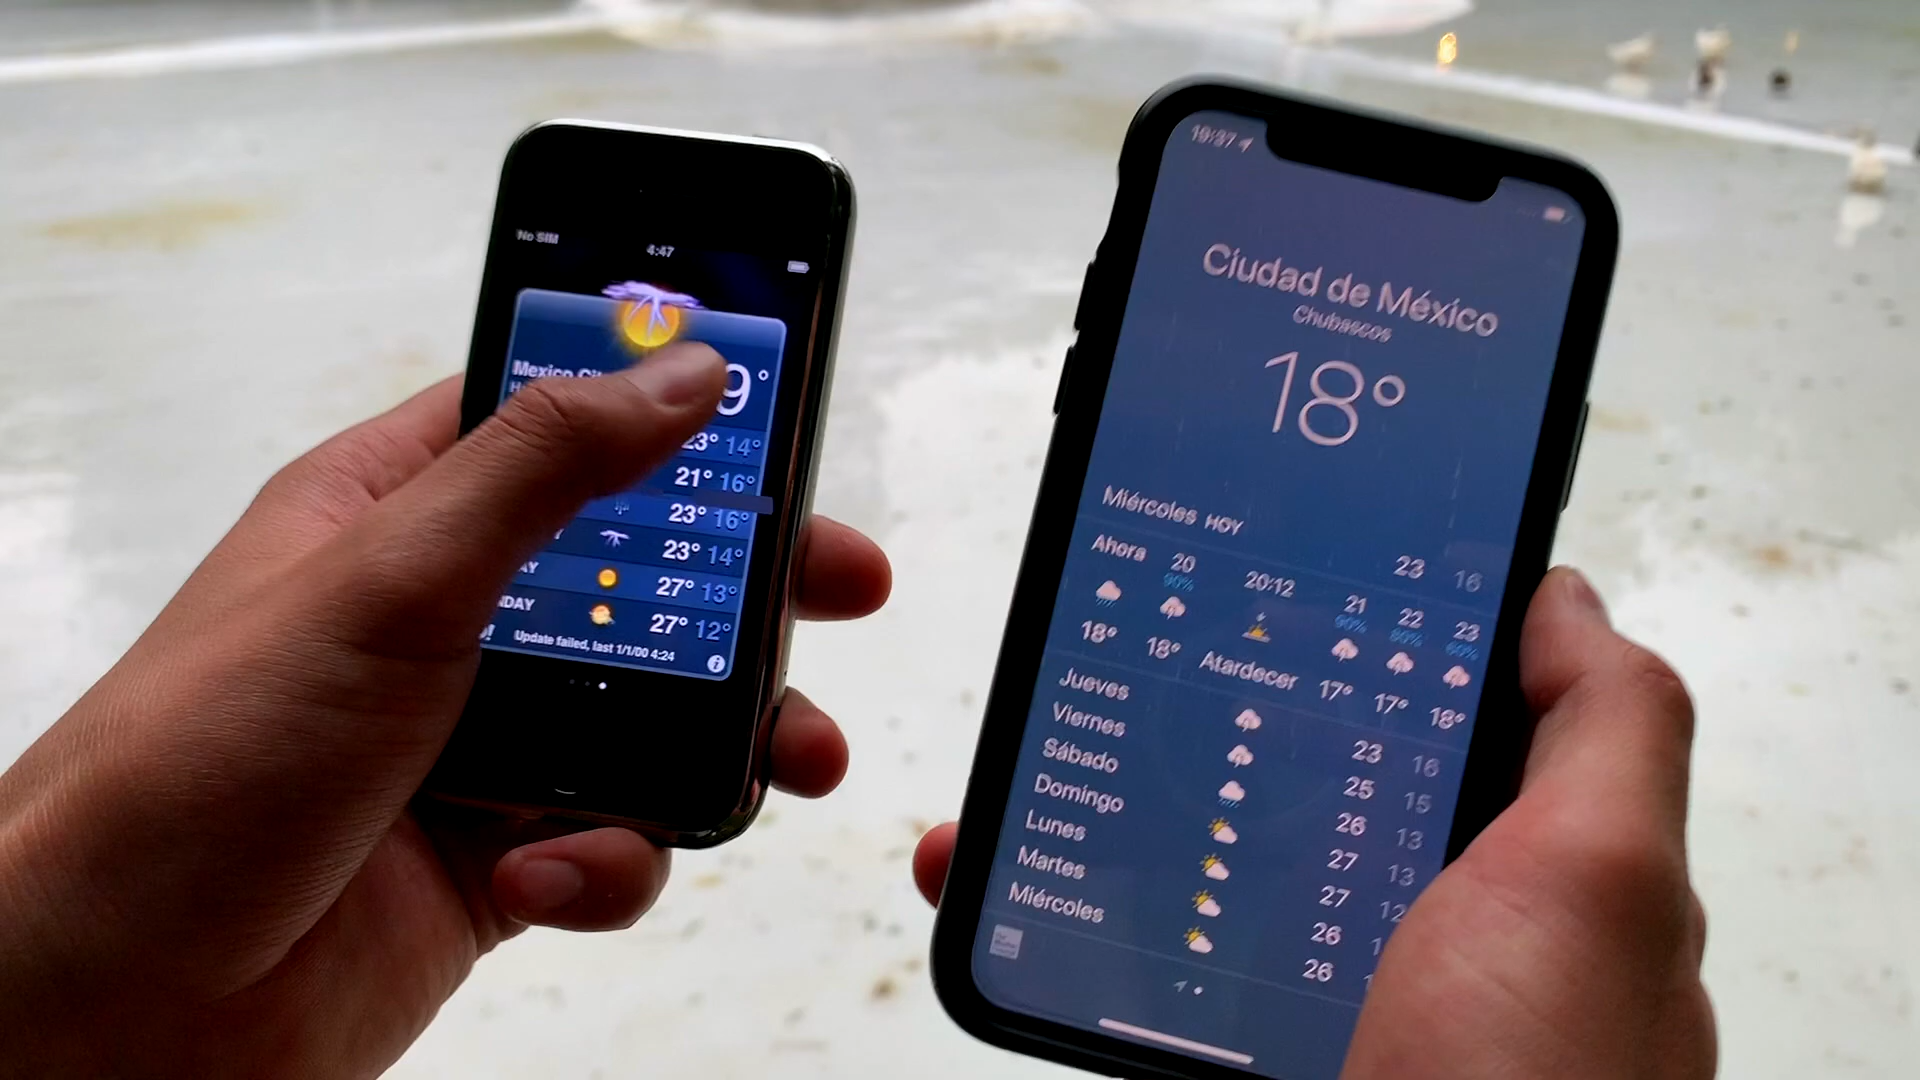 No SIM
4:47
Mexico
9°
23° 14°
21° 16°
23° 16°
23° 14°
27° 13°
27° 12°
Update failed, last 1/1/00 4:24
19:37
Ciudad de México
Chubascos
18°
Miércoles HOY 23 16
Ahora 20 20:12 21 22 23
90% 90% 80% 60%
18° 18° Atardecer 17° 17° 18°
Jueves 23 16
Viernes 25 15
Sábado 26 13
Domingo 27 13
Lunes 27 12
Martes 26
Miércoles 26